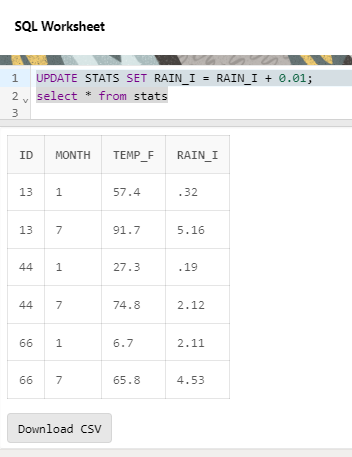 SQL Worksheet
1 UPDATE STATS SET RAIN_I = RAIN_I + 0.01;
2 select * from stats
3
ID MONTH TEMP_F RAIN_I
13 1 57.4 .32
13 7 91.7 5.16
44 1 27.3 .19
44 7 74.8 2.12
66 1 6.7 2.11
66 7 65.8 4.53
Download CSV